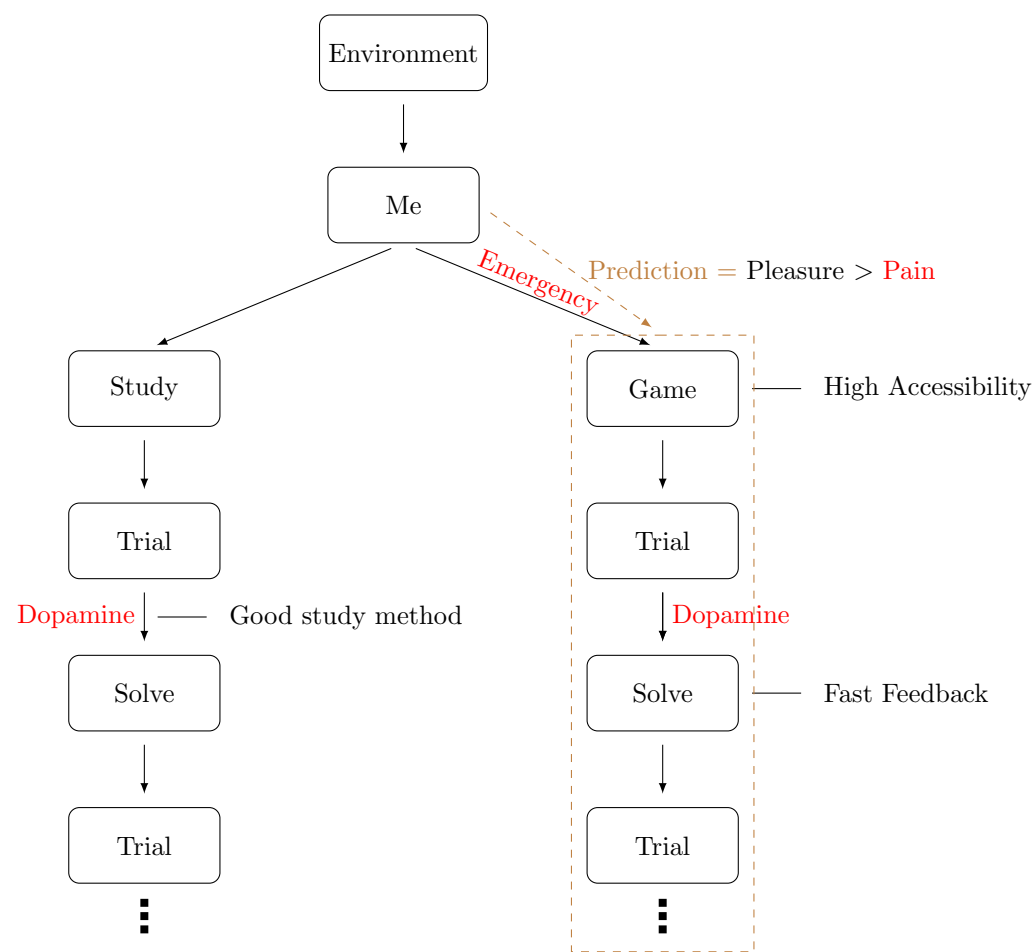 Environment
Me
Emergency
Prediction = Pleasure > Pain
Study
Game
High Accessibility
Trial
Trial
Dopamine
Good study method
Dopamine
Solve
Solve
Fast Feedback
Trial
Trial